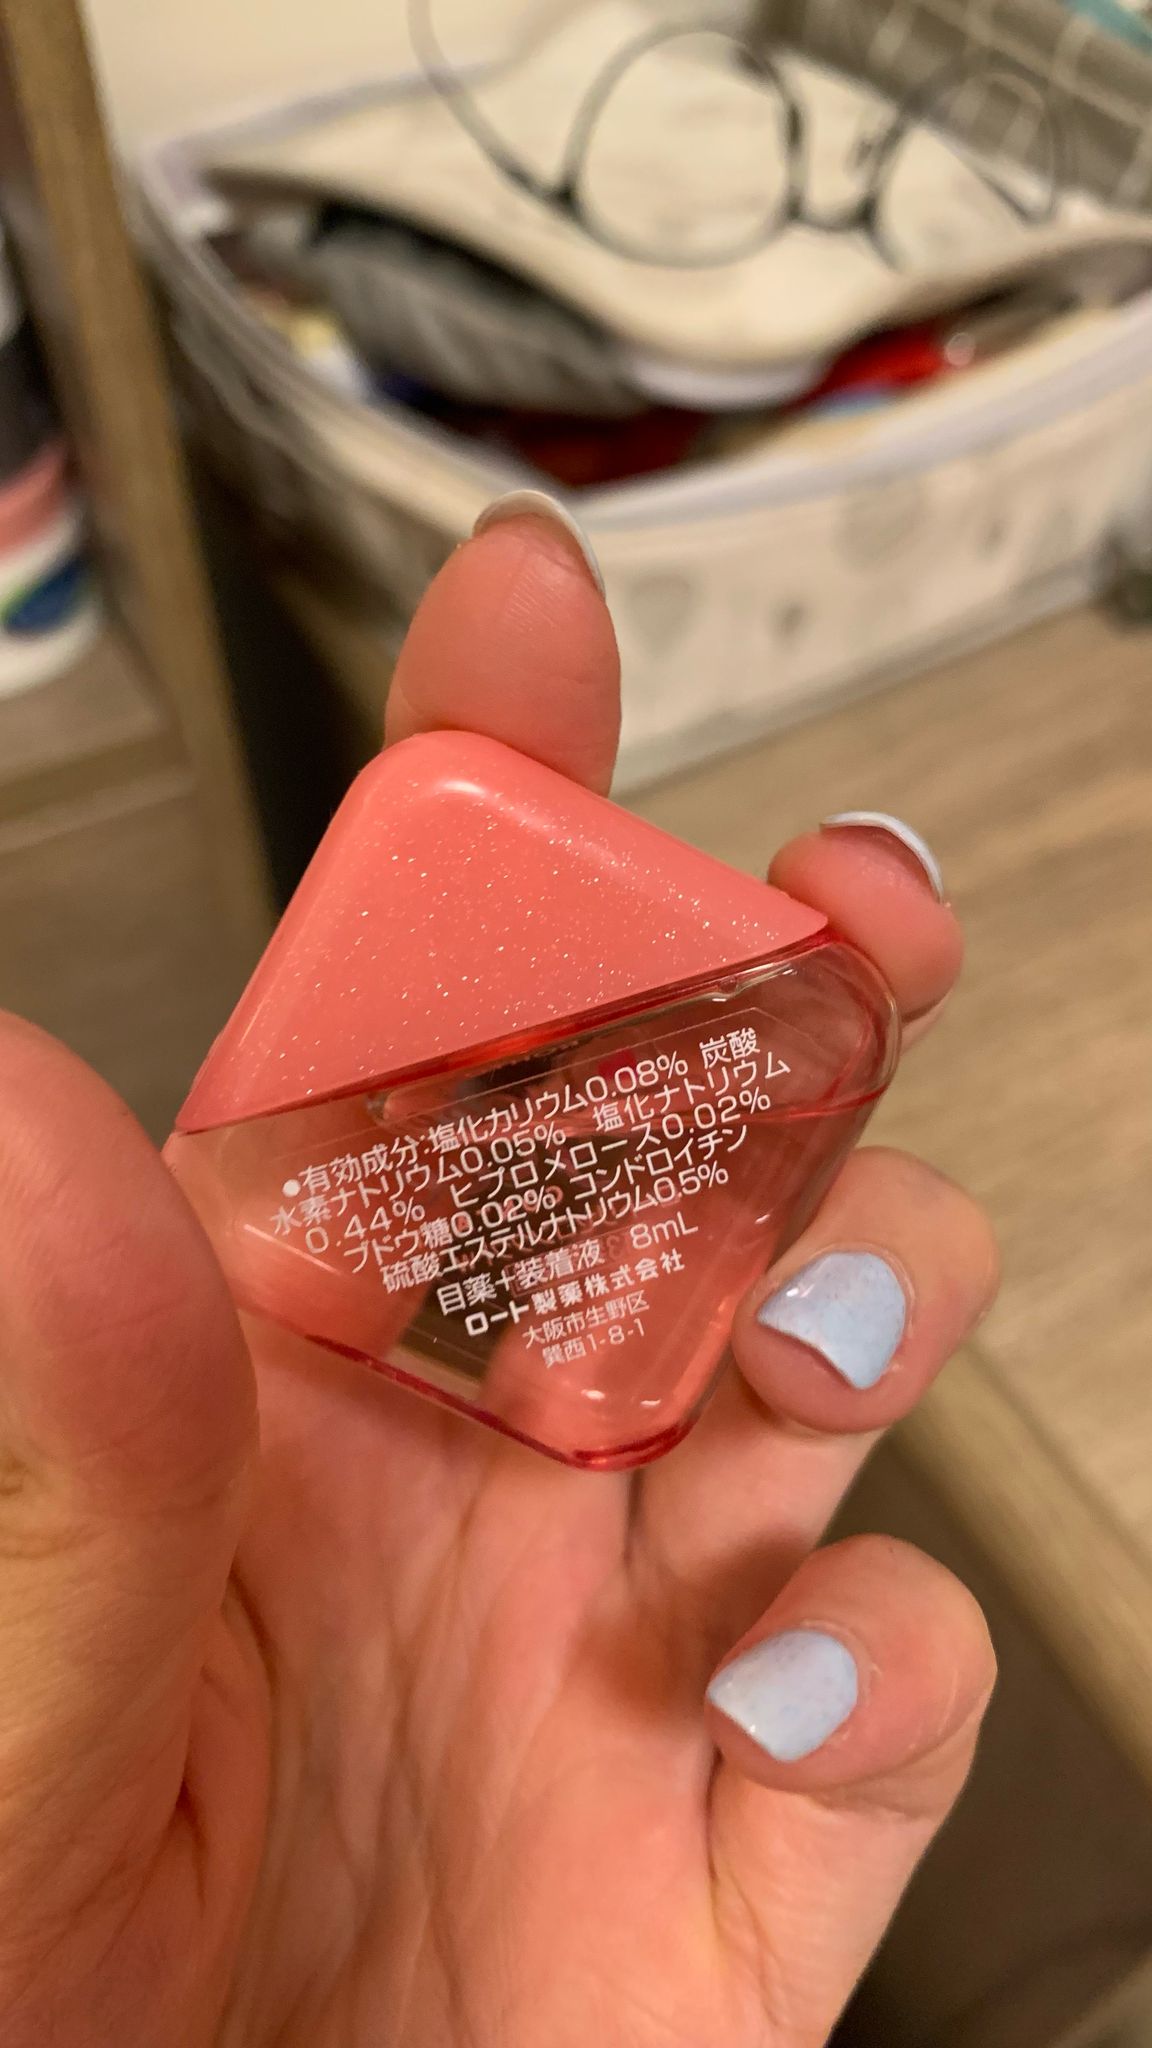 ●有効成分:塩化カリウム0.08% 炭酸
水素ナトリウム0.05% 塩化ナトリウム
0.44% ヒプロメロース0.02%
ブドウ糖0.02% コンドロイチン
硫酸エステルナトリウム0.5%
目薬+装着液 8mL
ロート製薬株式会社
大阪市生野区
巽西1-8-1